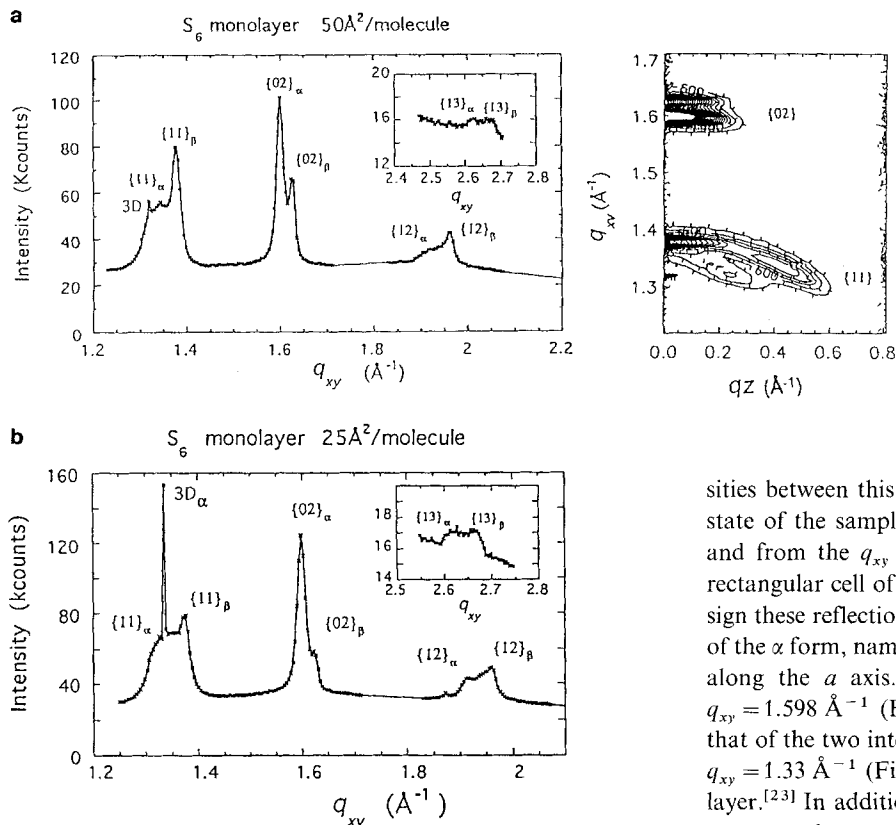 a
S6 monolayer 50Å²/molecule
Intensity (Kcounts)
120
100
80
60
40
20
0
{11}β
{11}α
3D
{02}α
{02}β
{12}α
{12}β
1.2 1.4 1.6 1.8 2.0 2.2
qxy (Å⁻¹)
20
16
12
{13}α {13}β
2.4 2.5 2.6 2.7 2.8
qxy
1.7
1.6
1.5
1.4
1.3
qxy (Å⁻¹)
600
{02}
600
{11}
0.0 0.2 0.4 0.6 0.8
qz (Å⁻¹)
b
S6 monolayer 25Å²/molecule
Intensity (kcounts)
160
120
80
40
0
3Dα
{11}α
{11}β
{02}α
{02}β
{12}α
{12}β
1.2 1.4 1.6 1.8 2
qxy (Å⁻¹)
20
18
16
14
{13}α {13}β
2.5 2.6 2.7 2.8
qxy
sities between this
state of the sampl
and from the qxy
rectangular cell of
sign these reflection
of the α form, nam
along the a axis.
qxy = 1.598 Å⁻¹ (F
that of the two inte
qxy = 1.33 Å⁻¹ (Fi
layer.[23] In addition